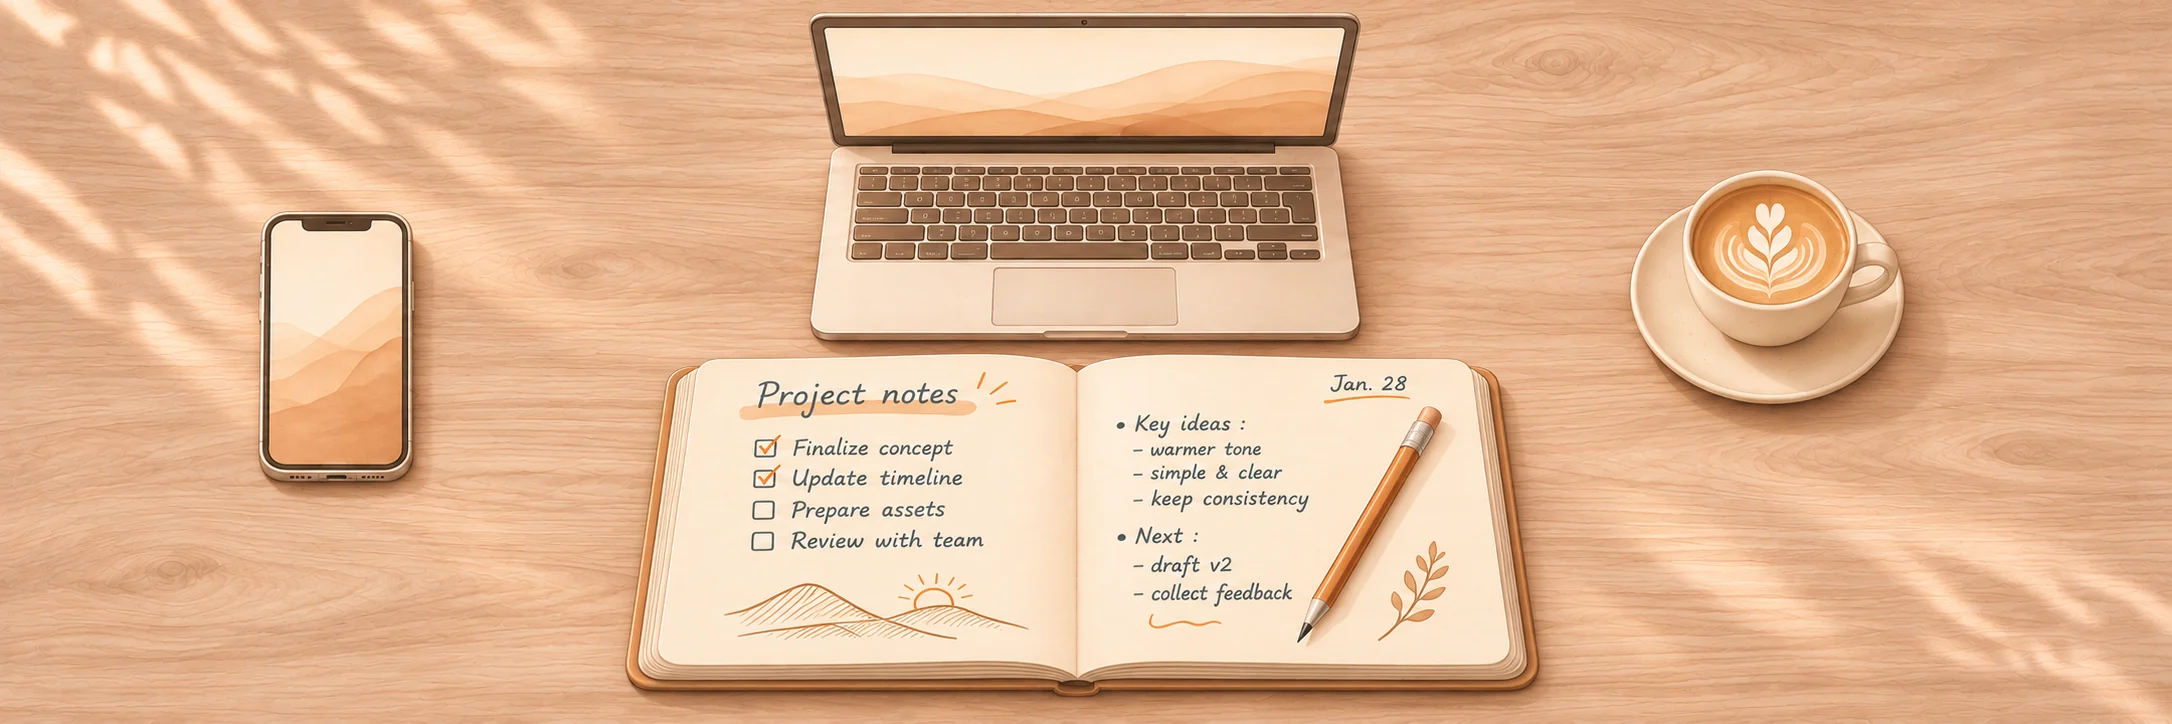 Project notes
Finalize concept
Update timeline
Prepare assets
Review with team
Jan. 28
• Key ideas :
– warmer tone
– simple & clear
– keep consistency
• Next :
– draft v2
– collect feedback